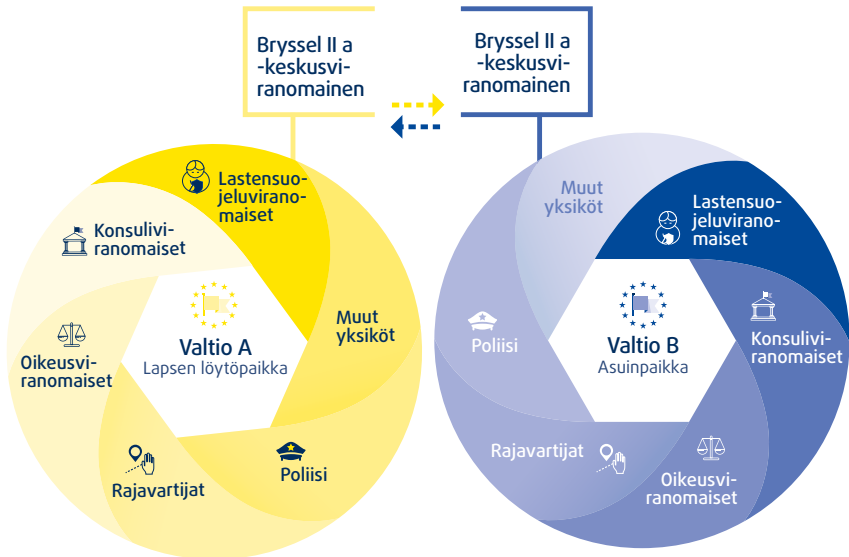 Bryssel II a
-keskusvi-
ranomainen
Bryssel II a
-keskusvi-
ranomainen
Lastensuo-
jeluvirano-
maiset
Konsulivi-
ranomaiset
Muut
yksiköt
Valtio A
Lapsen löytöpaikka
Oikeusvi-
ranomaiset
Rajavartijat
Poliisi
Muut
yksiköt
Lastensuo-
jeluvirano-
maiset
Poliisi
Valtio B
Asuinpaikka
Konsulivi-
ranomaiset
Rajavartijat
Oikeusvi-
ranomaiset